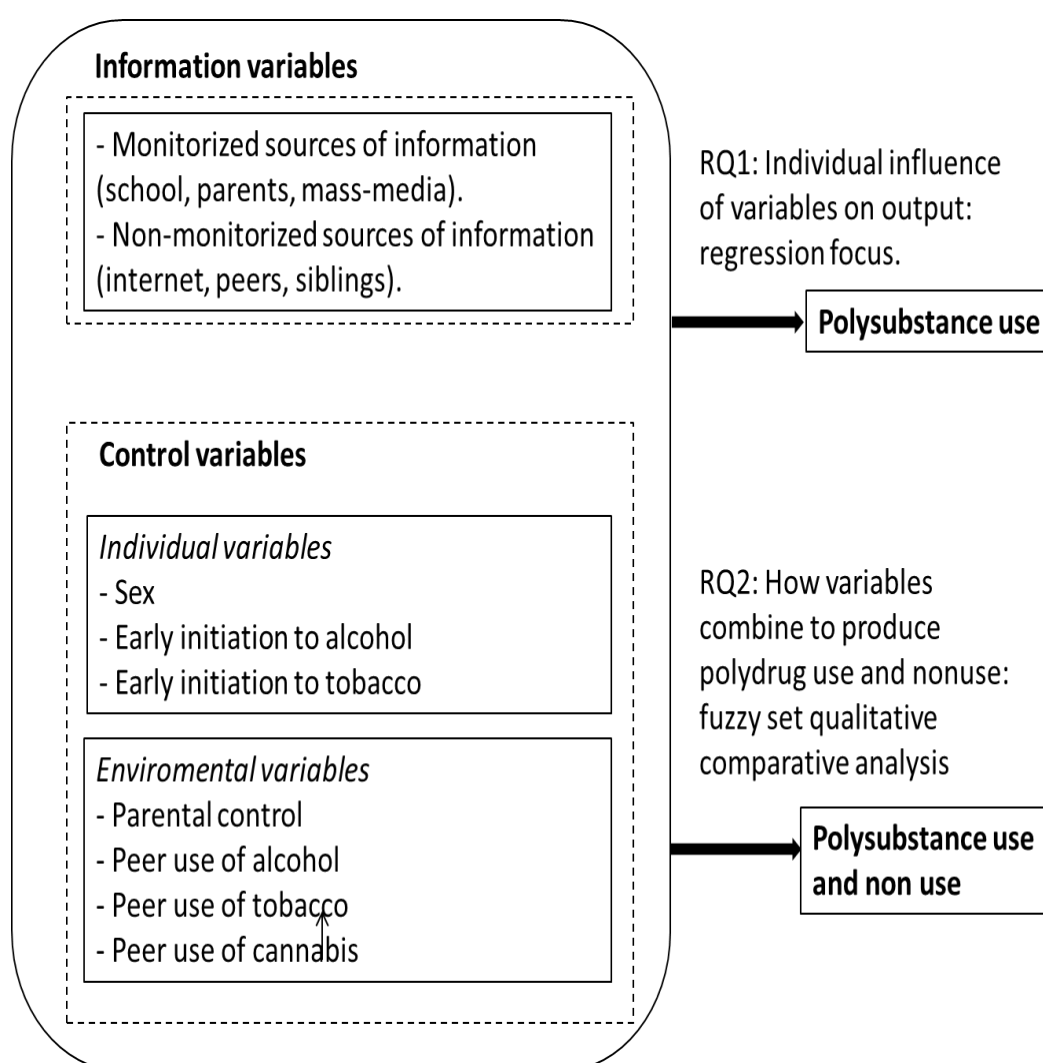 Information variables
- Monitorized sources of information
(school, parents, mass-media).
- Non-monitorized sources of information
(internet, peers, siblings).
RQ1: Individual influence
of variables on output:
regression focus.
Polysubstance use
Control variables
Individual variables
- Sex
- Early initiation to alcohol
- Early initiation to tobacco
Enviromental variables
- Parental control
- Peer use of alcohol
- Peer use of tobacco
- Peer use of cannabis
RQ2: How variables
combine to produce
polydrug use and nonuse:
fuzzy set qualitative
comparative analysis
Polysubstance use
and non use